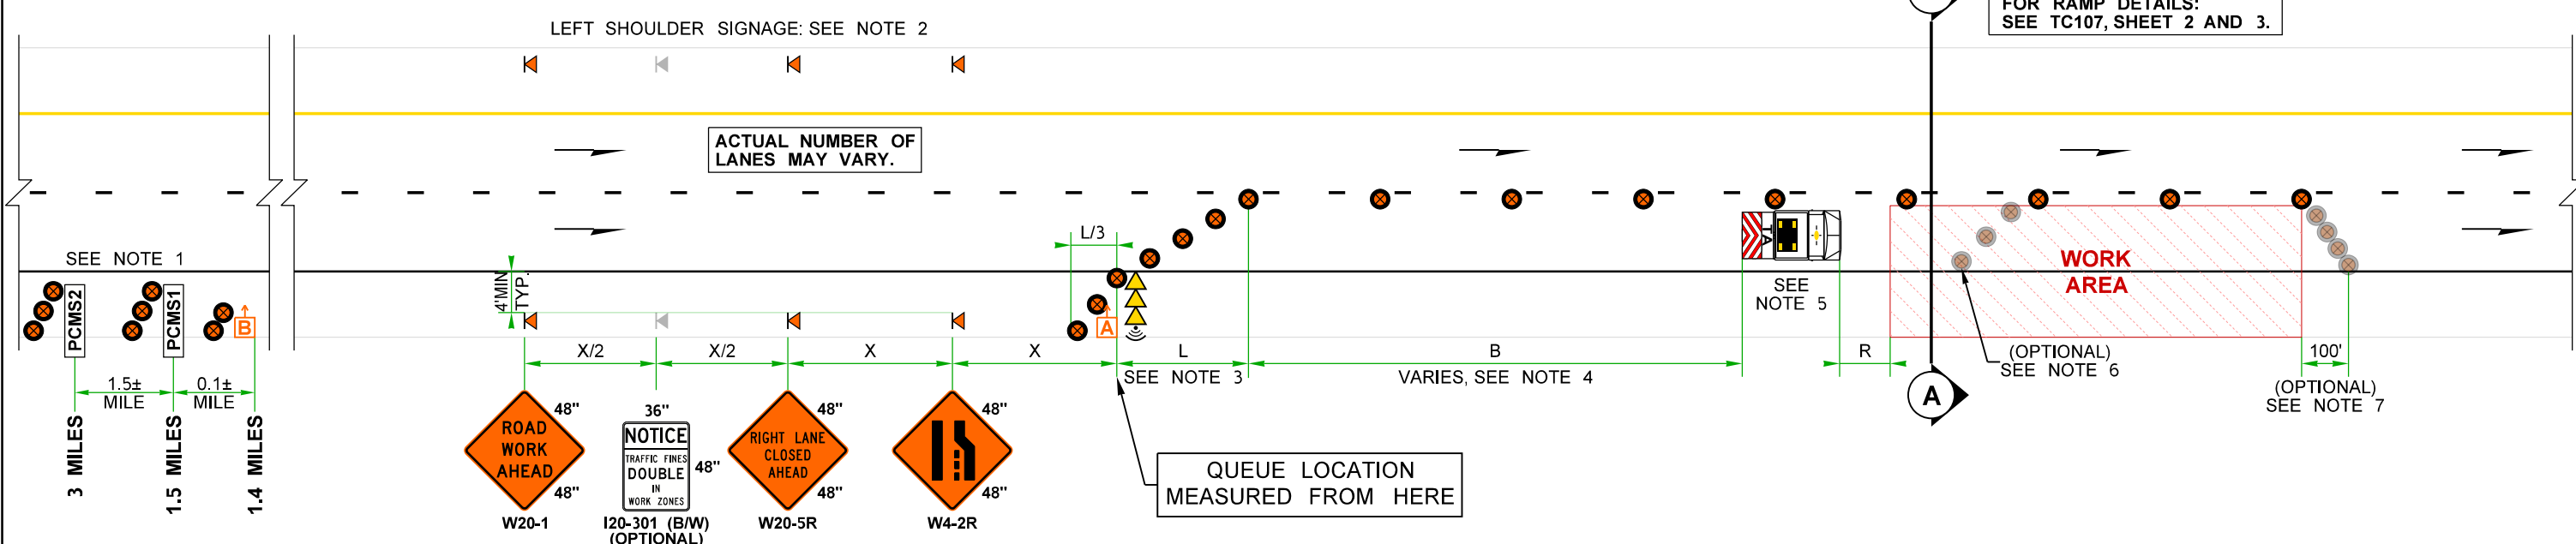 LEFT SHOULDER SIGNAGE: SEE NOTE 2
FOR RAMP DETAILS:
SEE TC107, SHEET 2 AND 3.
ACTUAL NUMBER OF
LANES MAY VARY.
SEE NOTE 1
PCMS2
PCMS1
B
1.5±
MILE
0.1±
MILE
3 MILES
1.5 MILES
1.4 MILES
4'MIN
TYP.
X/2
X/2
X
X
L/3
A
L
SEE NOTE 3
B
VARIES, SEE NOTE 4
TA
SEE
NOTE 5
R
WORK
AREA
A
(OPTIONAL)
SEE NOTE 6
100'
(OPTIONAL)
SEE NOTE 7
ROAD
WORK
AHEAD
48"
48"
W20-1
36"
NOTICE
TRAFFIC FINES
DOUBLE
IN
WORK ZONES
48"
I20-301 (B/W)
(OPTIONAL)
RIGHT LANE
CLOSED
AHEAD
48"
48"
W20-5R
48"
48"
W4-2R
QUEUE LOCATION
MEASURED FROM HERE